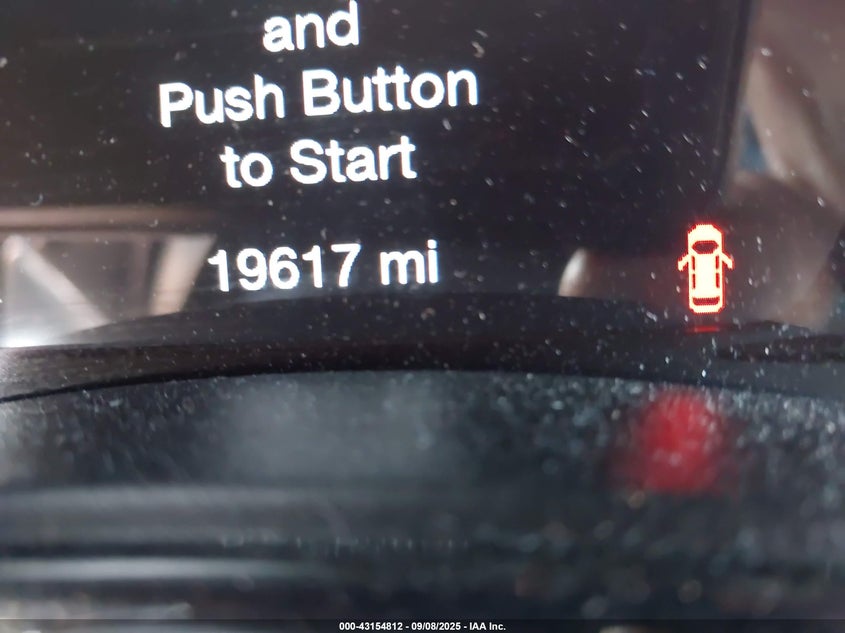 and
Push Button
to Start
19617 mi
000-43154812 - 09/08/2025 - IAA Inc.